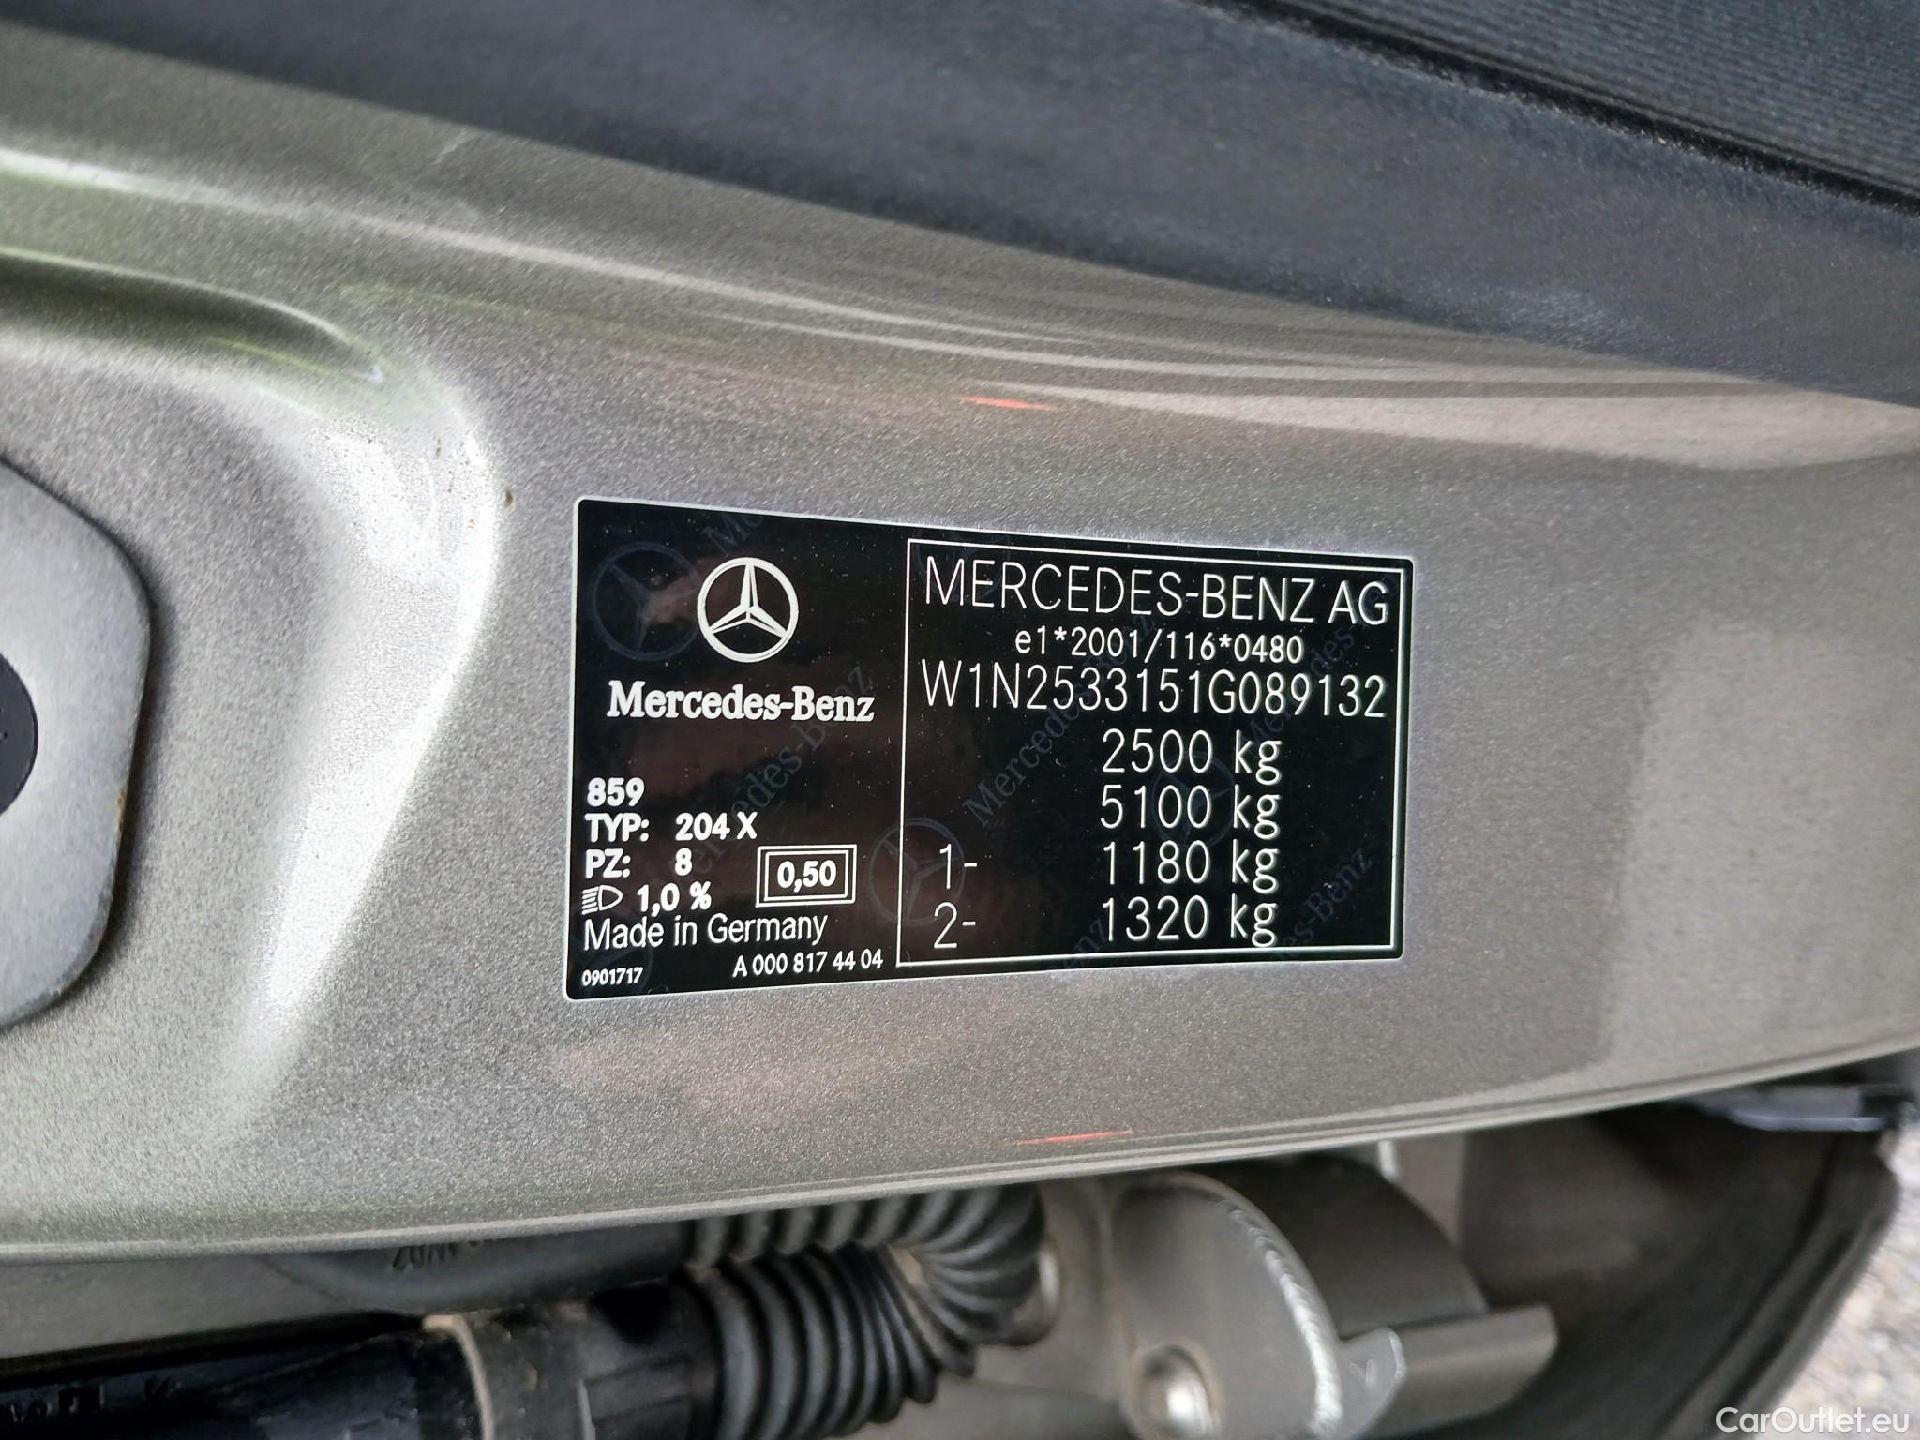 Mercedes-Benz
859
TYP: 204 X
PZ: 8
1,0 %
0,50
Made in Germany
0901717
A 000 817 44 04
MERCEDES-BENZ AG
e1*2001/116*0480
W1N2533151G089132
2500 kg
5100 kg
1- 1180 kg
2- 1320 kg
CarOutlet.eu